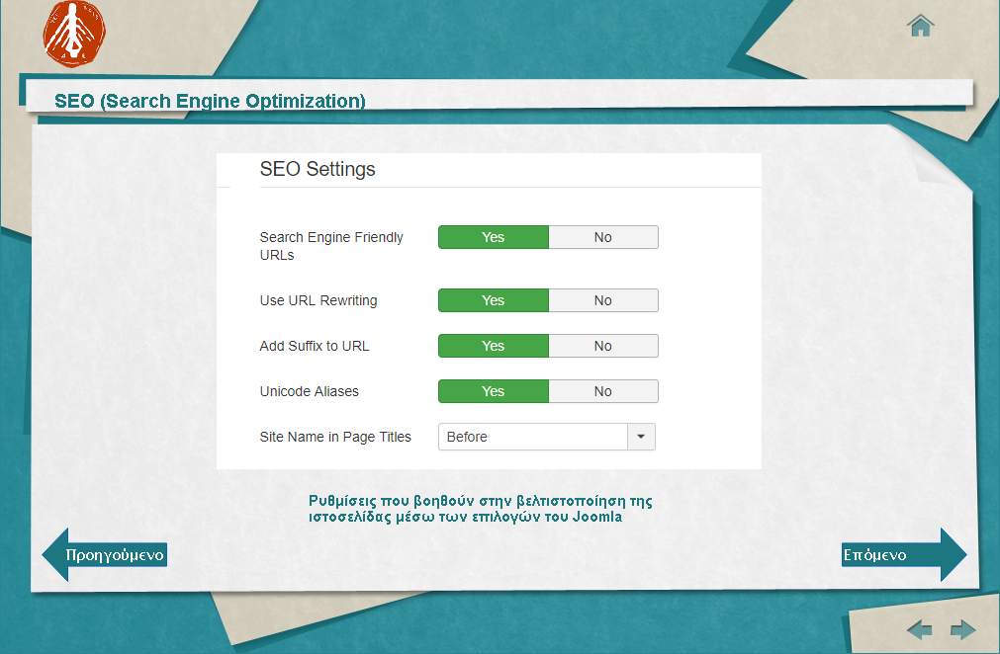 SEO (Search Engine Optimization)
SEO Settings
Search Engine Friendly
URLs
Yes
No
Use URL Rewriting
Yes
No
Add Suffix to URL
Yes
No
Unicode Aliases
Yes
No
Site Name in Page Titles
Before
Ρυθμίσεις που βοηθούν στην βελτιστοποίηση της
ιστοσελίδας μέσω των επιλογών του Joomla
Προηγούμενο
Επόμενο